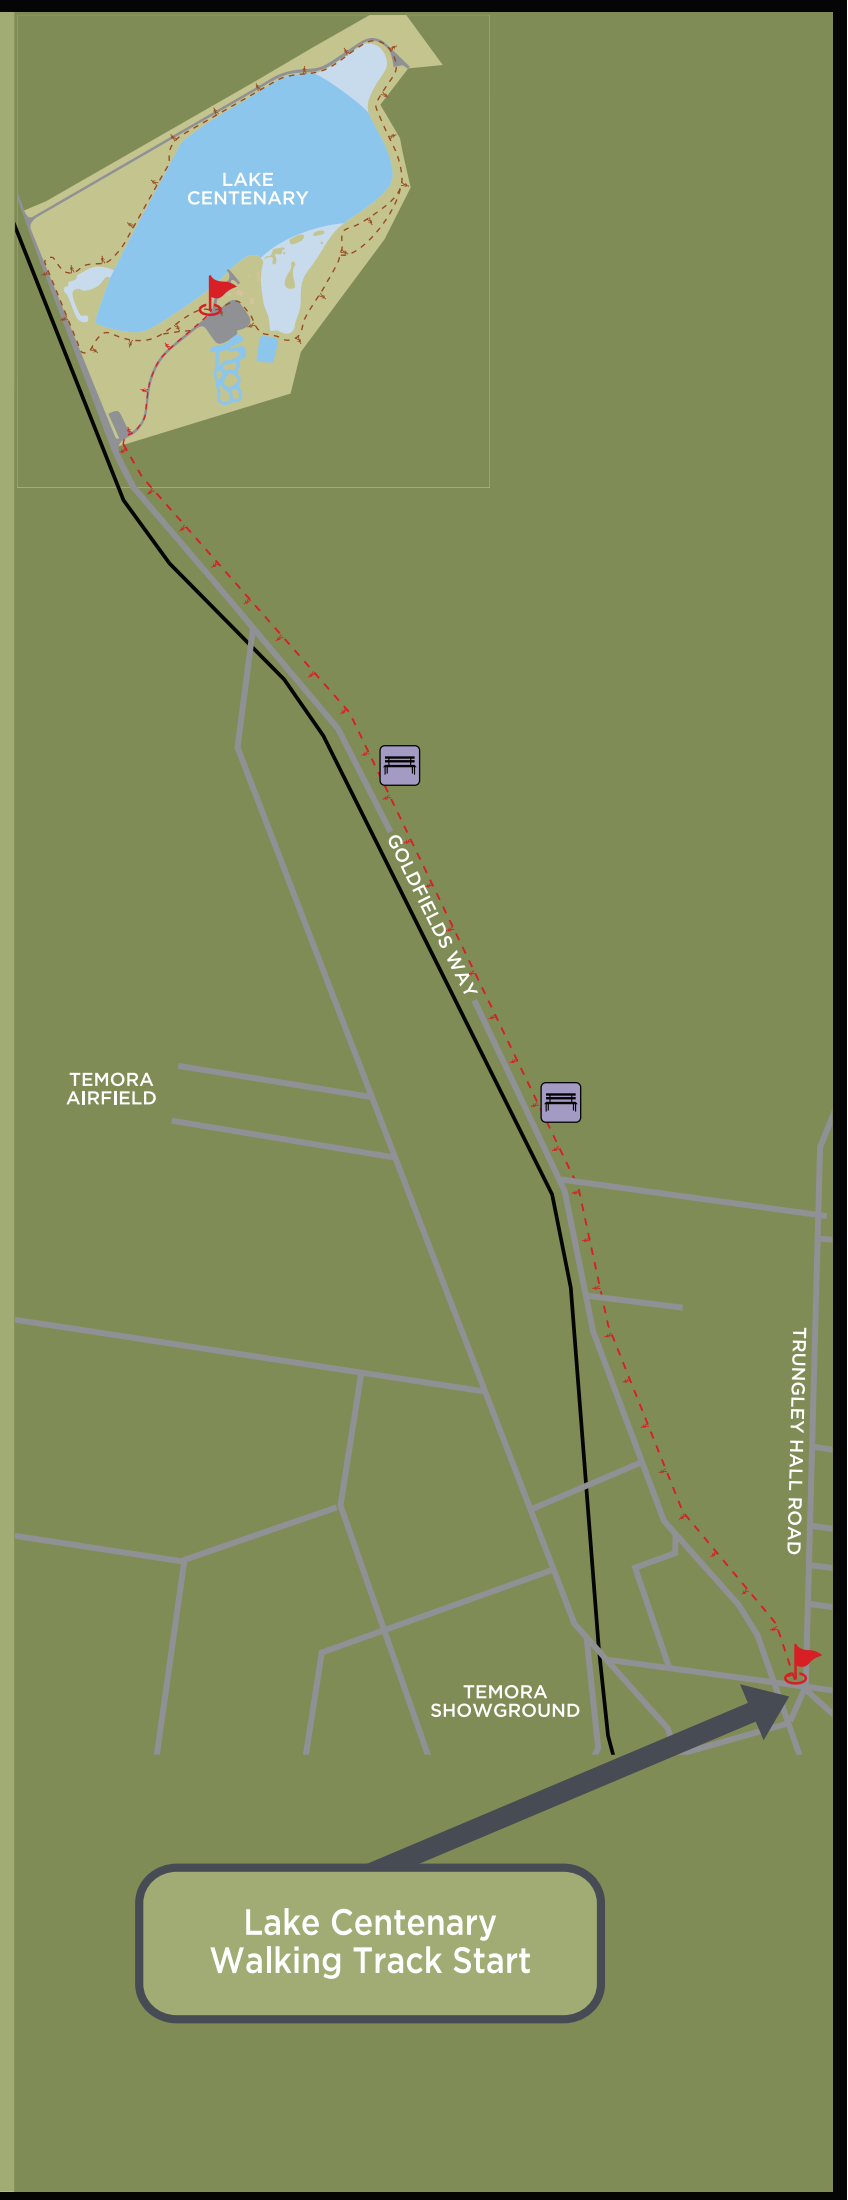 LAKE
CENTENARY
GOLDFIELDS WAY
TEMORA
AIRFIELD
TRUNGLEY HALL ROAD
TEMORA
SHOWGROUND
Lake Centenary
Walking Track Start